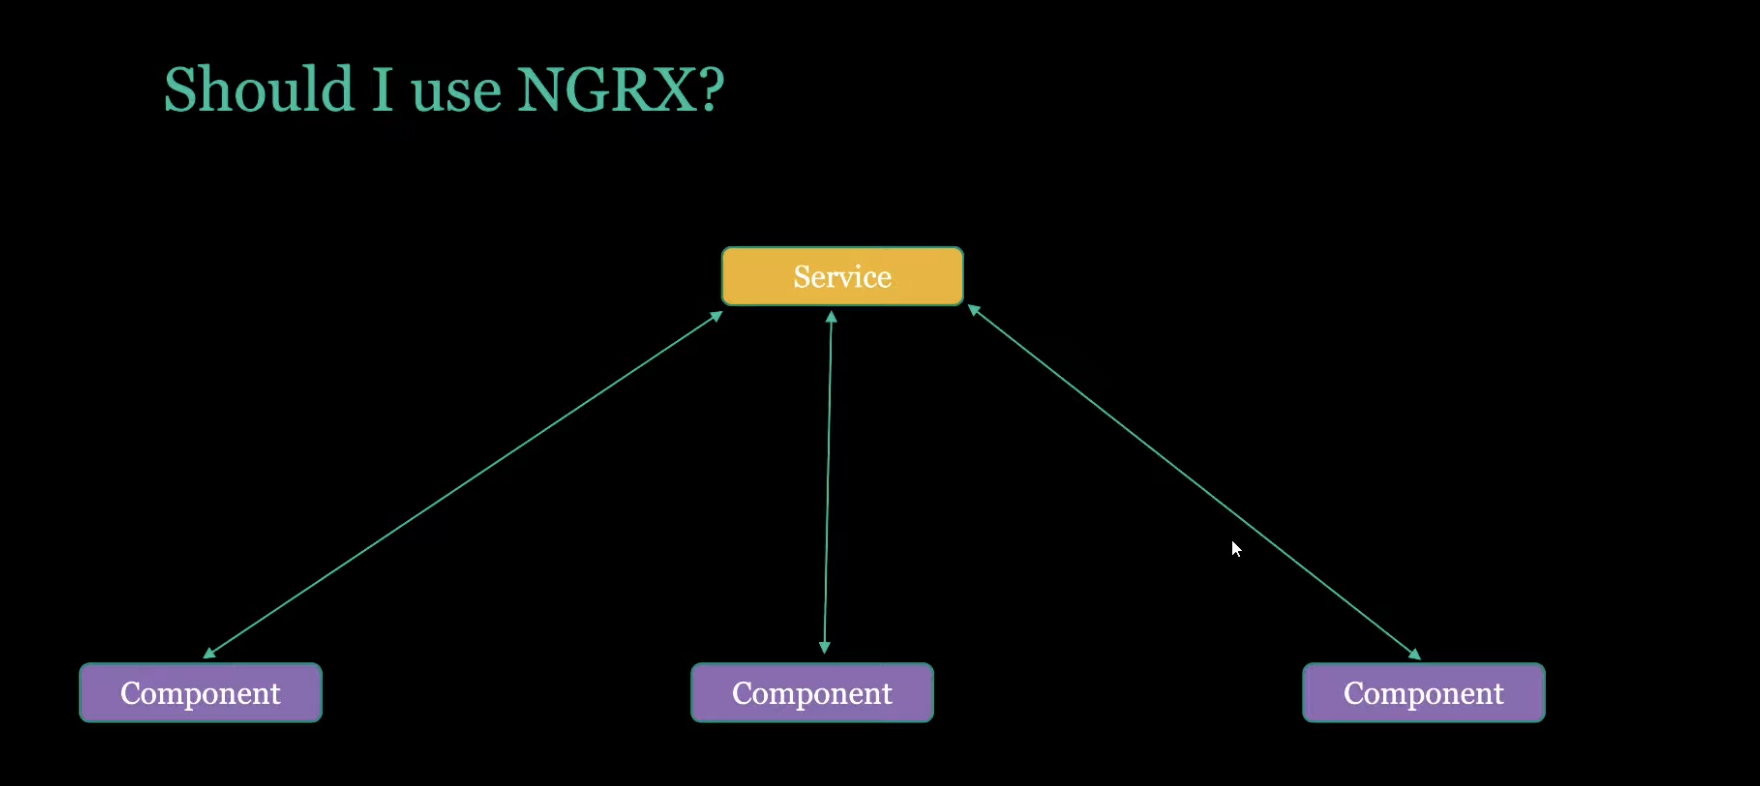 Should I use NGRX?
Service
Component
Component
Component